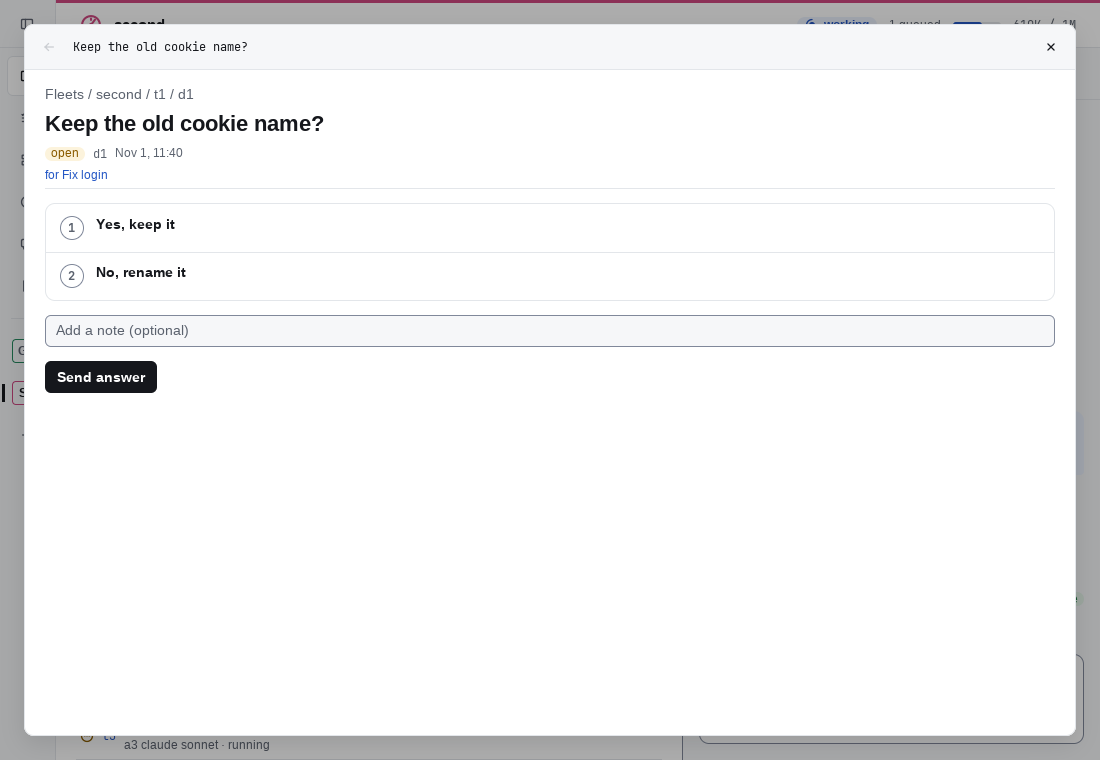 Keep the old cookie name?
Fleets / second / t1 / d1
Keep the old cookie name?
open d1 Nov 1, 11:40
for Fix login
1 Yes, keep it
2 No, rename it
Add a note (optional)
Send answer
a3 claude sonnet · running